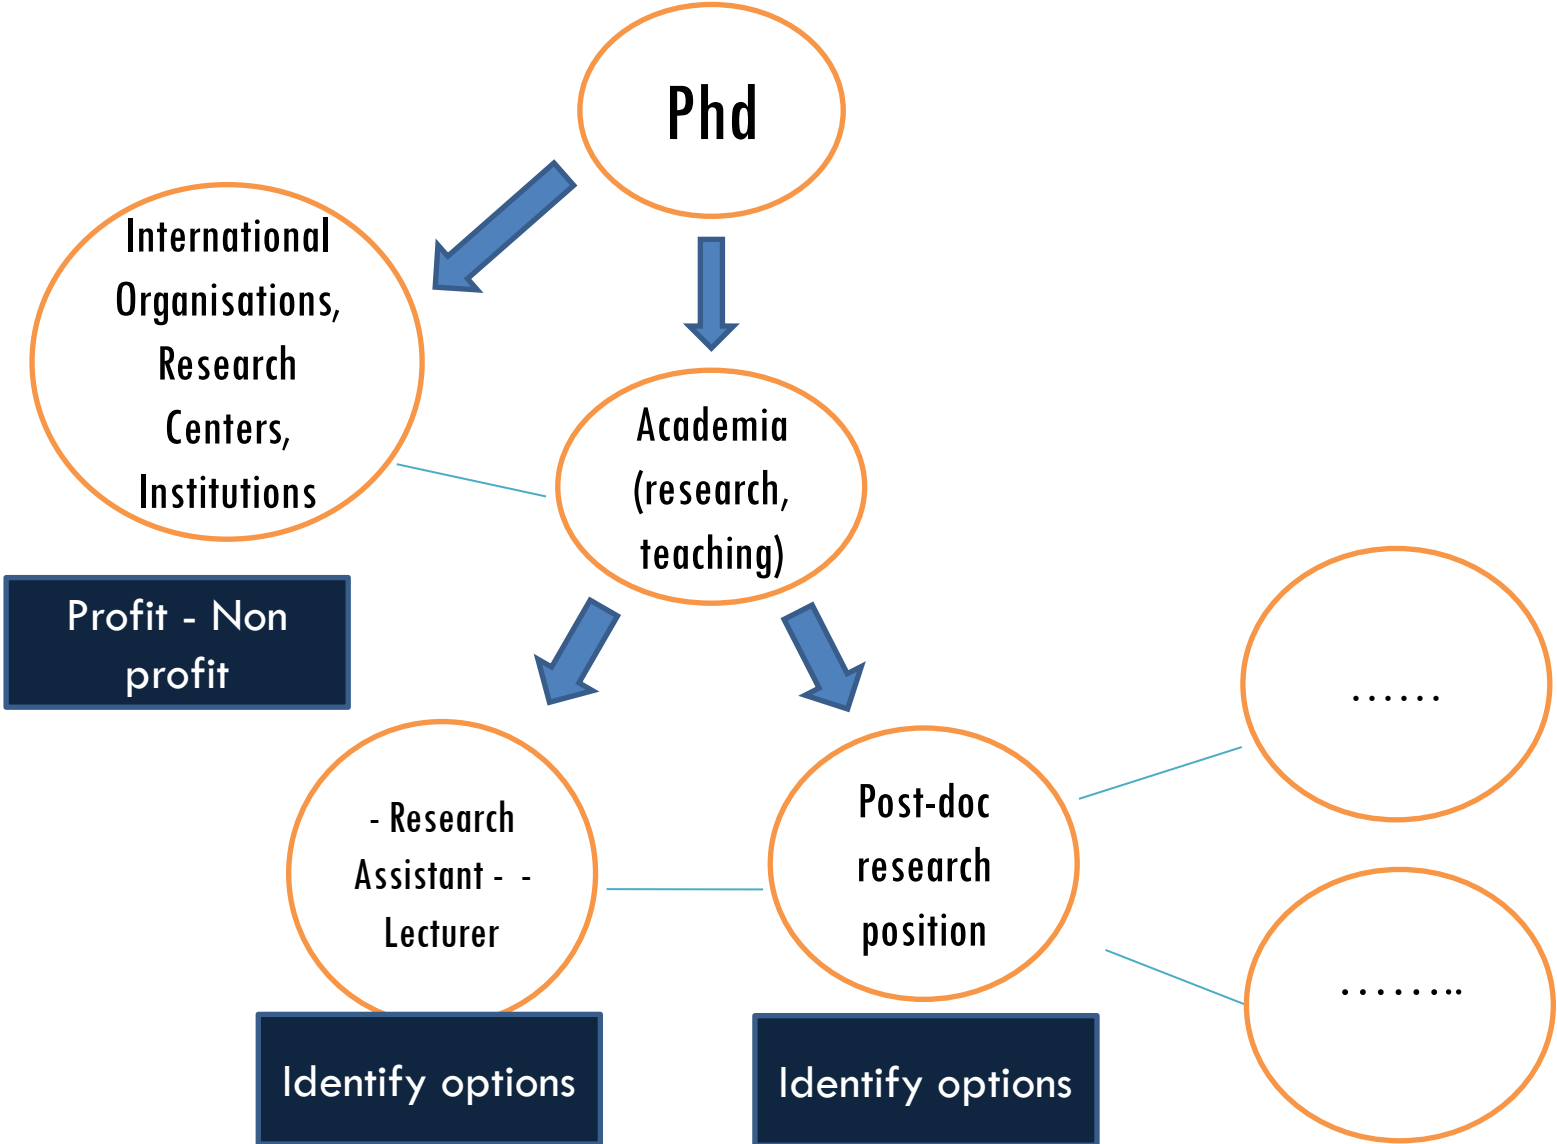 Phd
International
Organisations,
Research
Centers,
Institutions
Academia
(research,
teaching)
Profit - Non
profit
- Research
Assistant -  -
Lecturer
Post-doc
research
position
……
……..
Identify options
Identify options